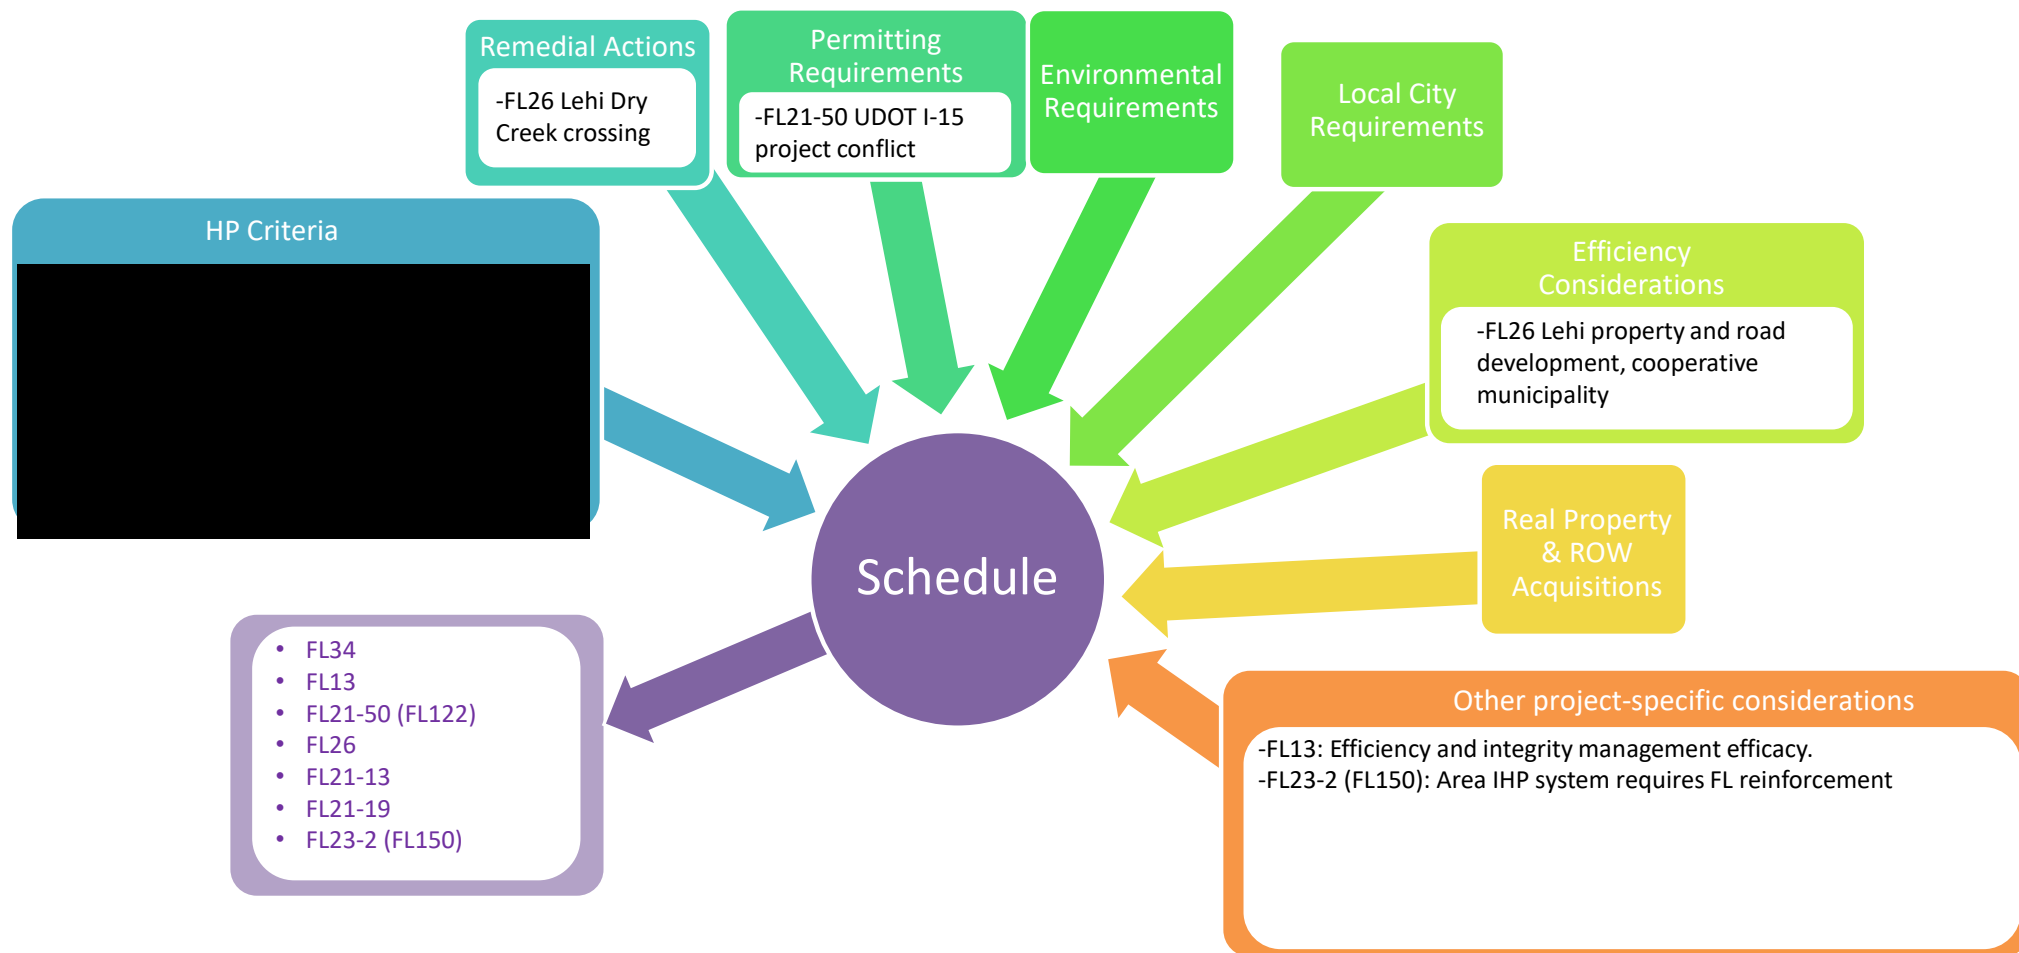 Remedial Actions
-FL26 Lehi Dry
Creek crossing
Permitting
Requirements
-FL21-50 UDOT I-15
project conflict
Environmental
Requirements
Local City
Requirements
HP Criteria
Efficiency
Considerations
-FL26 Lehi property and road
development, cooperative
municipality
Real Property
& ROW
Acquisitions
Schedule
• FL34
• FL13
• FL21-50 (FL122)
• FL26
• FL21-13
• FL21-19
• FL23-2 (FL150)
Other project-specific considerations
-FL13: Efficiency and integrity management efficacy.
-FL23-2 (FL150): Area IHP system requires FL reinforcement